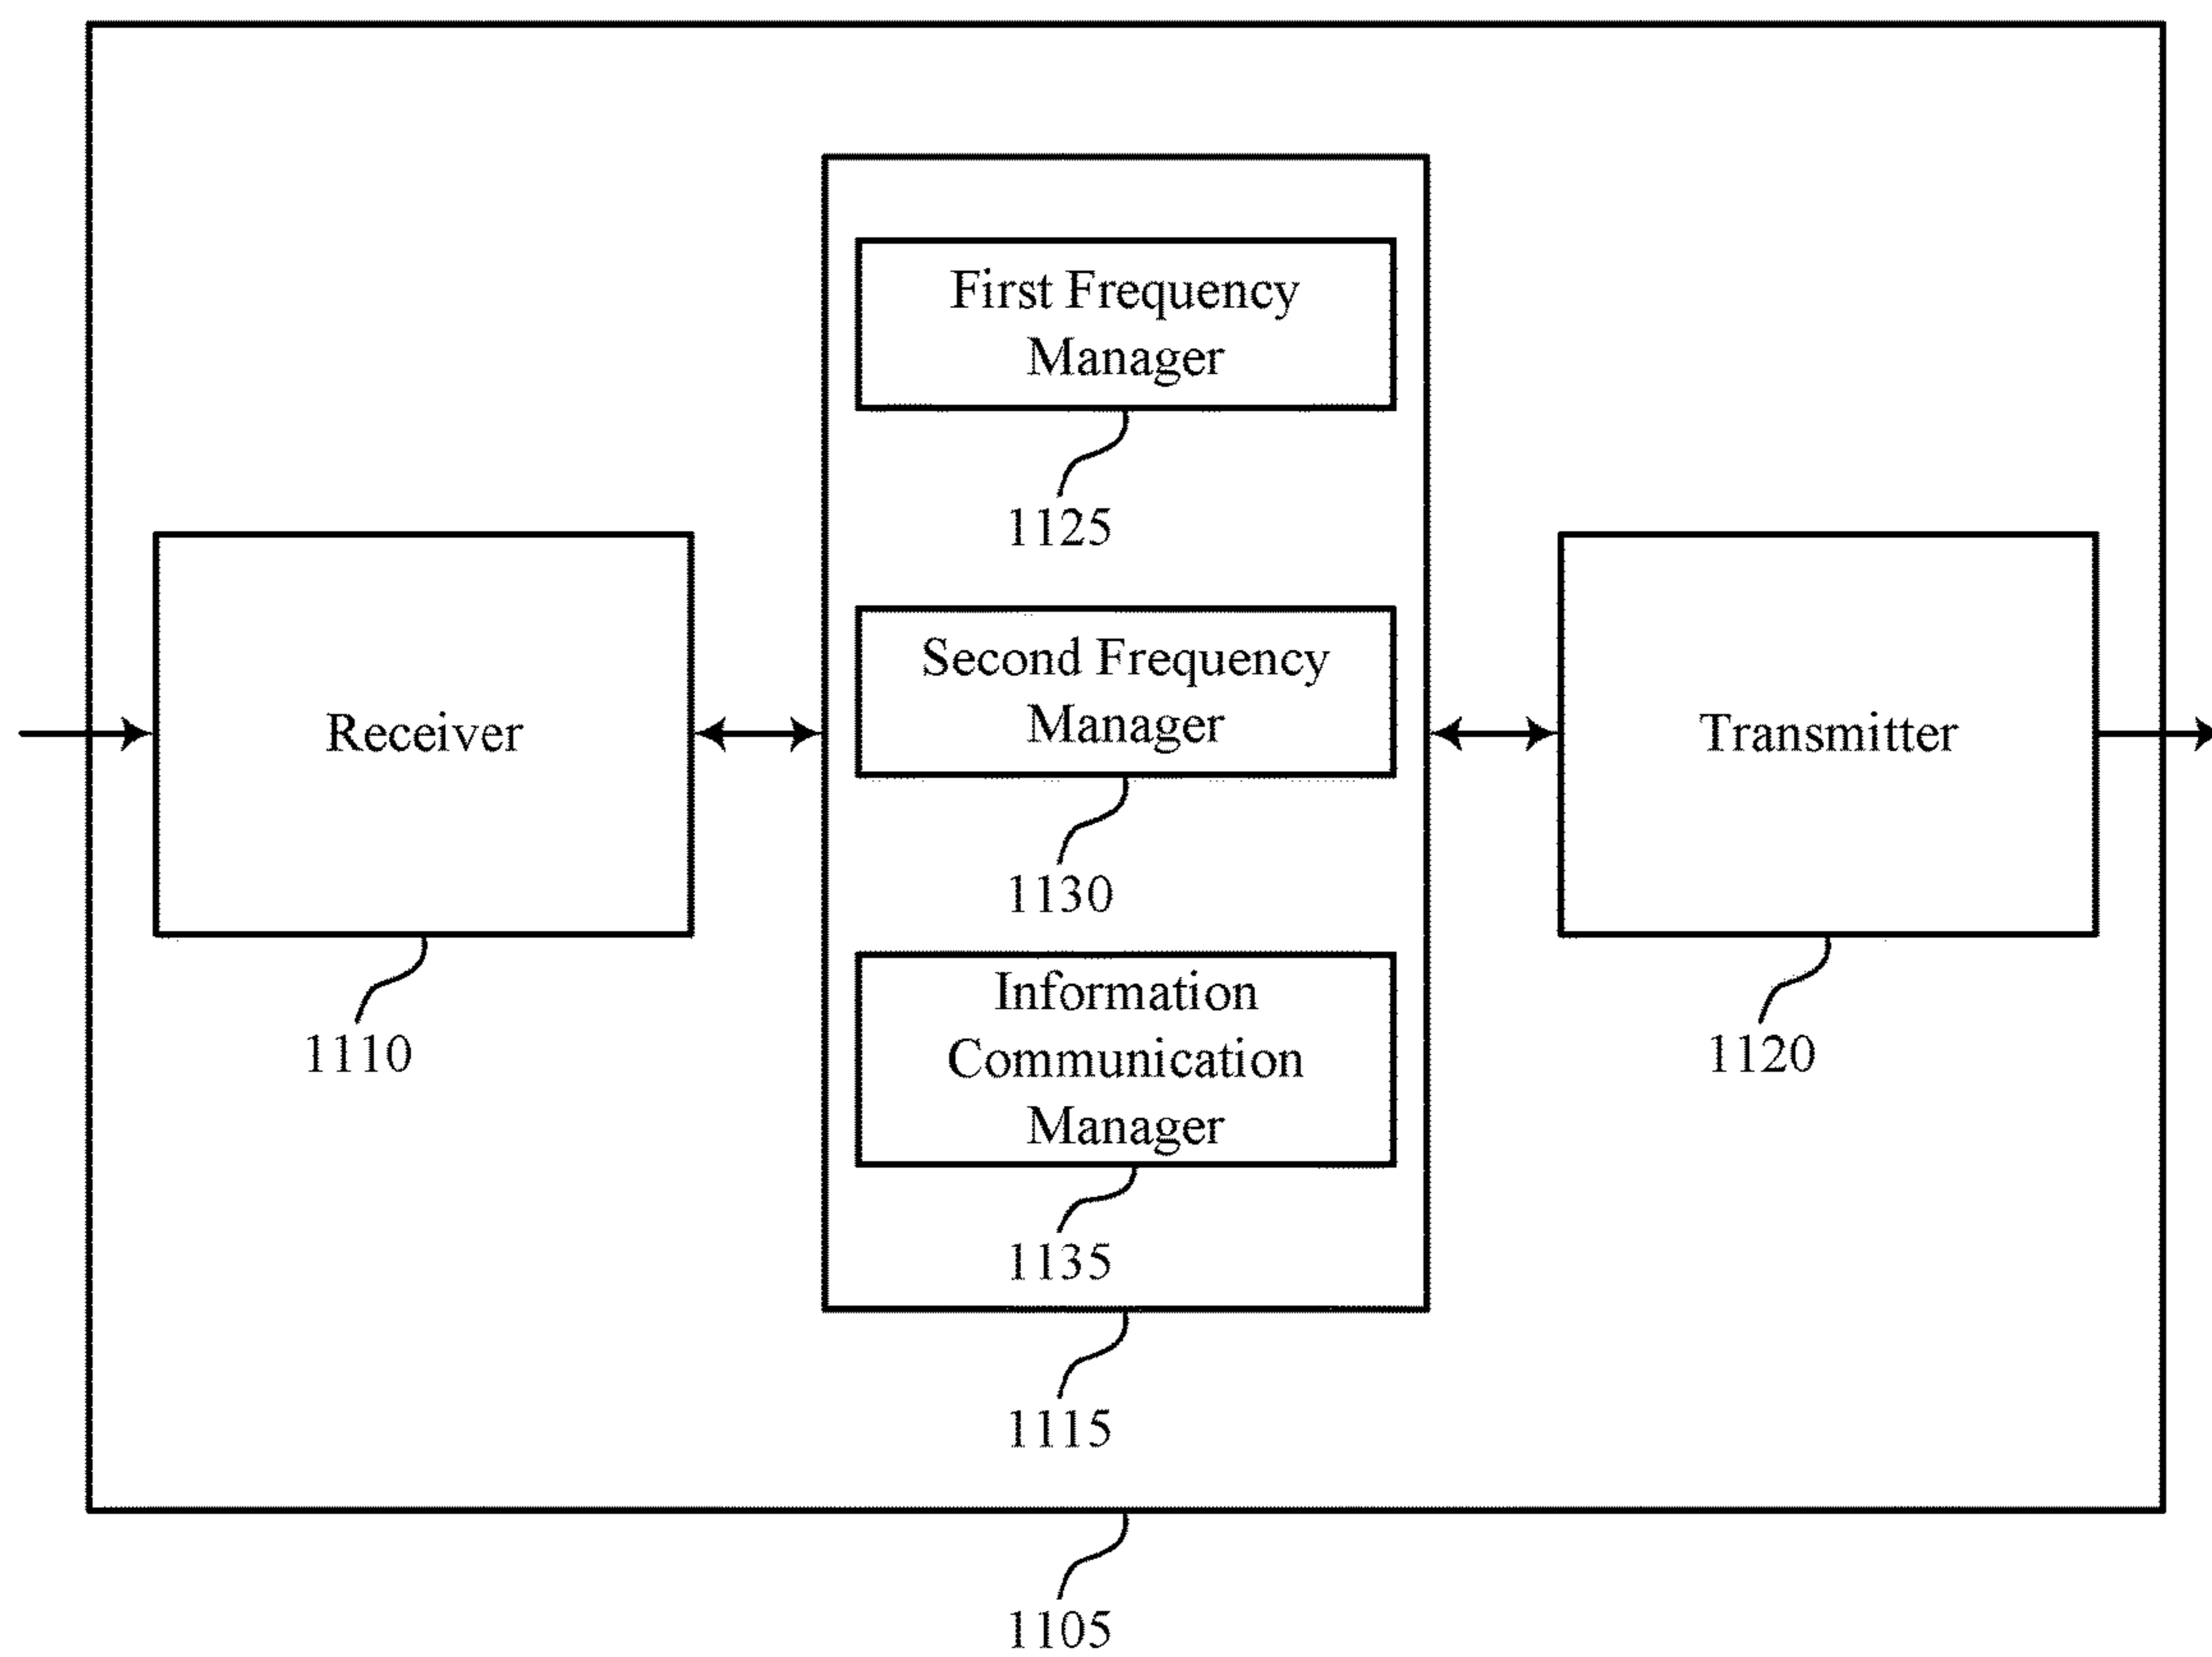 First Frequency
Manager
1125
Second Frequency
Manager
1130
Information
Communication
Manager
1135
Receiver
1110
Transmitter
1120
1115
1105